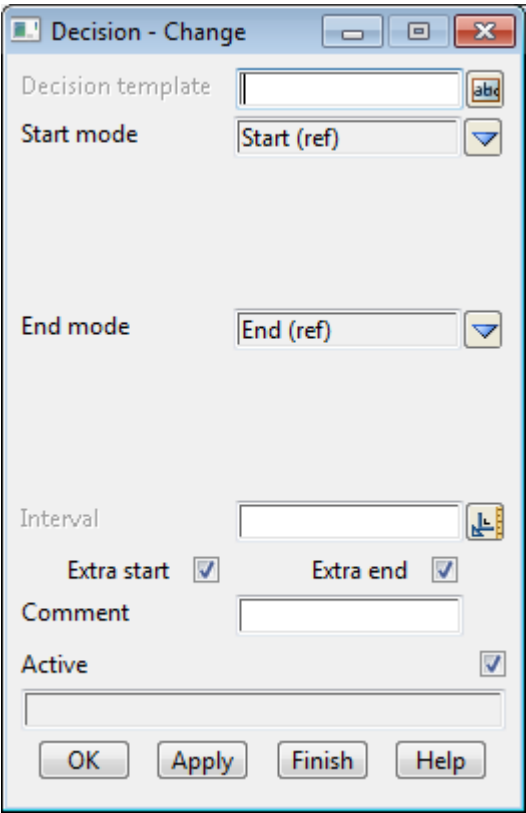 Decision - Change
Decision template
abc
Start mode Start (ref)
End mode End (ref)
Interval
Extra start Extra end
Comment
Active
OK Apply Finish Help